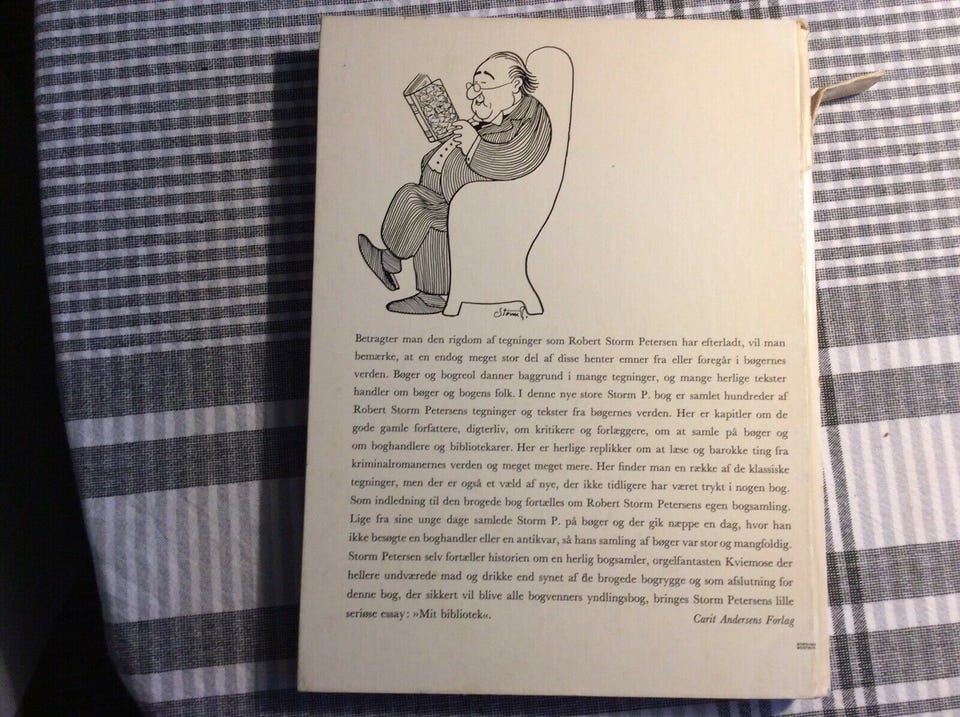 Storm P.
Betragter man den rigdom af tegninger som Robert Storm Petersen har efterladt, vil man
bemærke, at en endog meget stor del af disse henter emner fra eller foregår i bøgernes
verden. Bøger og bogreol danner baggrund i mange tegninger, og mange herlige tekster
handler om bøger og bogens folk. I denne nye store Storm P. bog er samlet hundreder af
Robert Storm Petersens tegninger og tekster fra bøgernes verden. Her er kapitler om de
gode gamle forfattere, digterliv, om kritikere og forlæggere, om at samle på bøger og
om boghandlere og bibliotekarer. Her er herlige replikker om at læse og barokke ting fra
kriminalromanernes verden og meget meget mere. Her finder man en række af de klassiske
tegninger, men der er også et væld af nye, der ikke tidligere har været trykt i nogen bog.
Som indledning til den brogede bog fortælles om Robert Storm Petersens egen bogsamling.
Lige fra sine unge dage samlede Storm P. på bøger og der gik næppe en dag, hvor han
ikke besøgte en boghandler eller en antikvar, så hans samling af bøger var stor og mangfoldig.
Storm Petersen selv fortæller historien om en herlig bogsamler, orgelfantasten Kviemose der
hellere undværede mad og drikke end synet af de brogede bogrygge og som afslutning for
denne bog, der sikkert vil blive alle bogvenners yndlingsbog, bringes Storm Petersens lille
seriøse essay: »Mit bibliotek«.
Carit Andersens Forlag